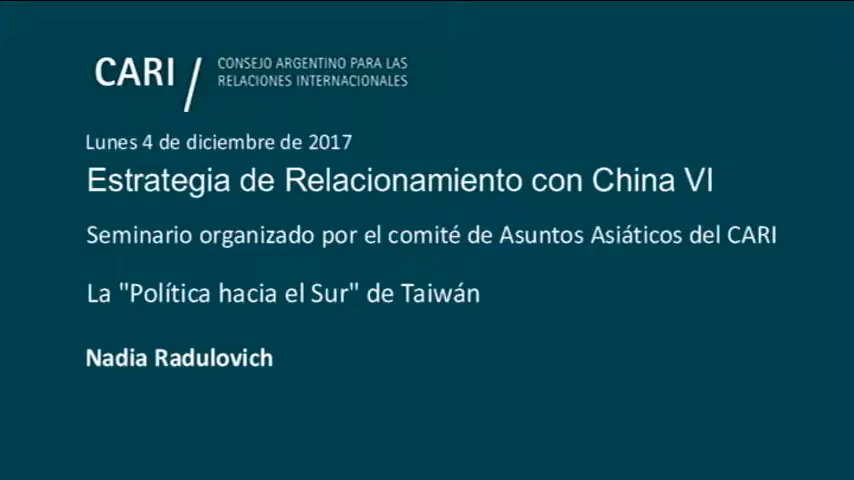 CARI / CONSEJO ARGENTINO PARA LAS
RELACIONES INTERNACIONALES
Lunes 4 de diciembre de 2017
Estrategia de Relacionamiento con China VI
Seminario organizado por el comité de Asuntos Asiáticos del CARI
La "Política hacia el Sur" de Taiwán
Nadia Radulovich